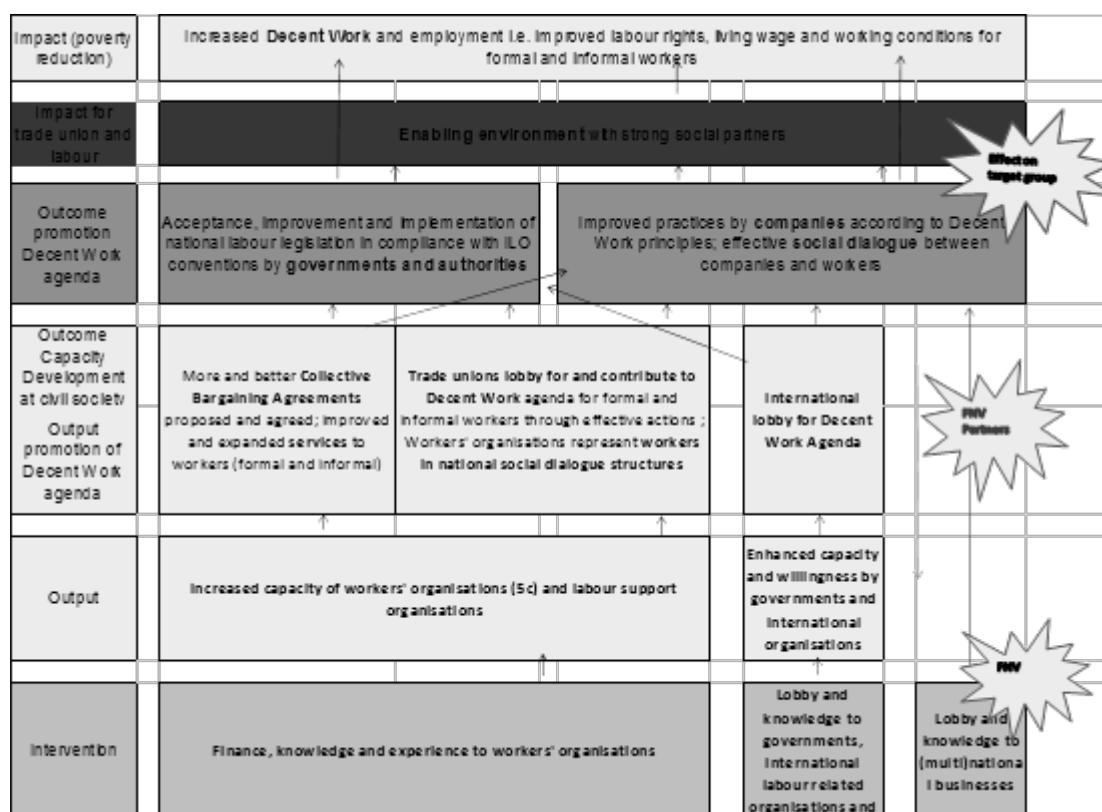 Impact (poverty
reduction)
Increased Decent Work and employment i.e. improved labour rights, living wage and working conditions for
formal and informal workers
Impact for
trade union and
labour
Enabling environment with strong social partners
Effect on
target group
Outcome
promotion
Decent Work
agenda
Acceptance, improvement and implementation of
national labour legislation in compliance with ILO
conventions by governments and authorities
Improved practices by companies according to Decent
Work principles; effective social dialogue between
companies and workers
Outcome
Capacity
Development
at civil society
Output
promotion of
Decent Work
agenda
More and better Collective
Bargaining Agreements
proposed and agreed; improved
and expanded services to
workers (formal and informal)
Trade unions lobby for and contribute to
Decent Work agenda for formal and
informal workers through effective actions ;
Workers' organisations represent workers
in national social dialogue structures
International
lobby for Decent
Work Agenda
FNV
Partners
Output
Increased capacity of workers' organisations (5c) and labour support
organisations
Enhanced capacity
and willingness by
governments and
international
organisations
FNV
Intervention
Finance, knowledge and experience to workers' organisations
Lobby and
knowledge to
governments,
international
labour related
organisations and
Lobby and
knowledge to
(multi)nationa
l businesses